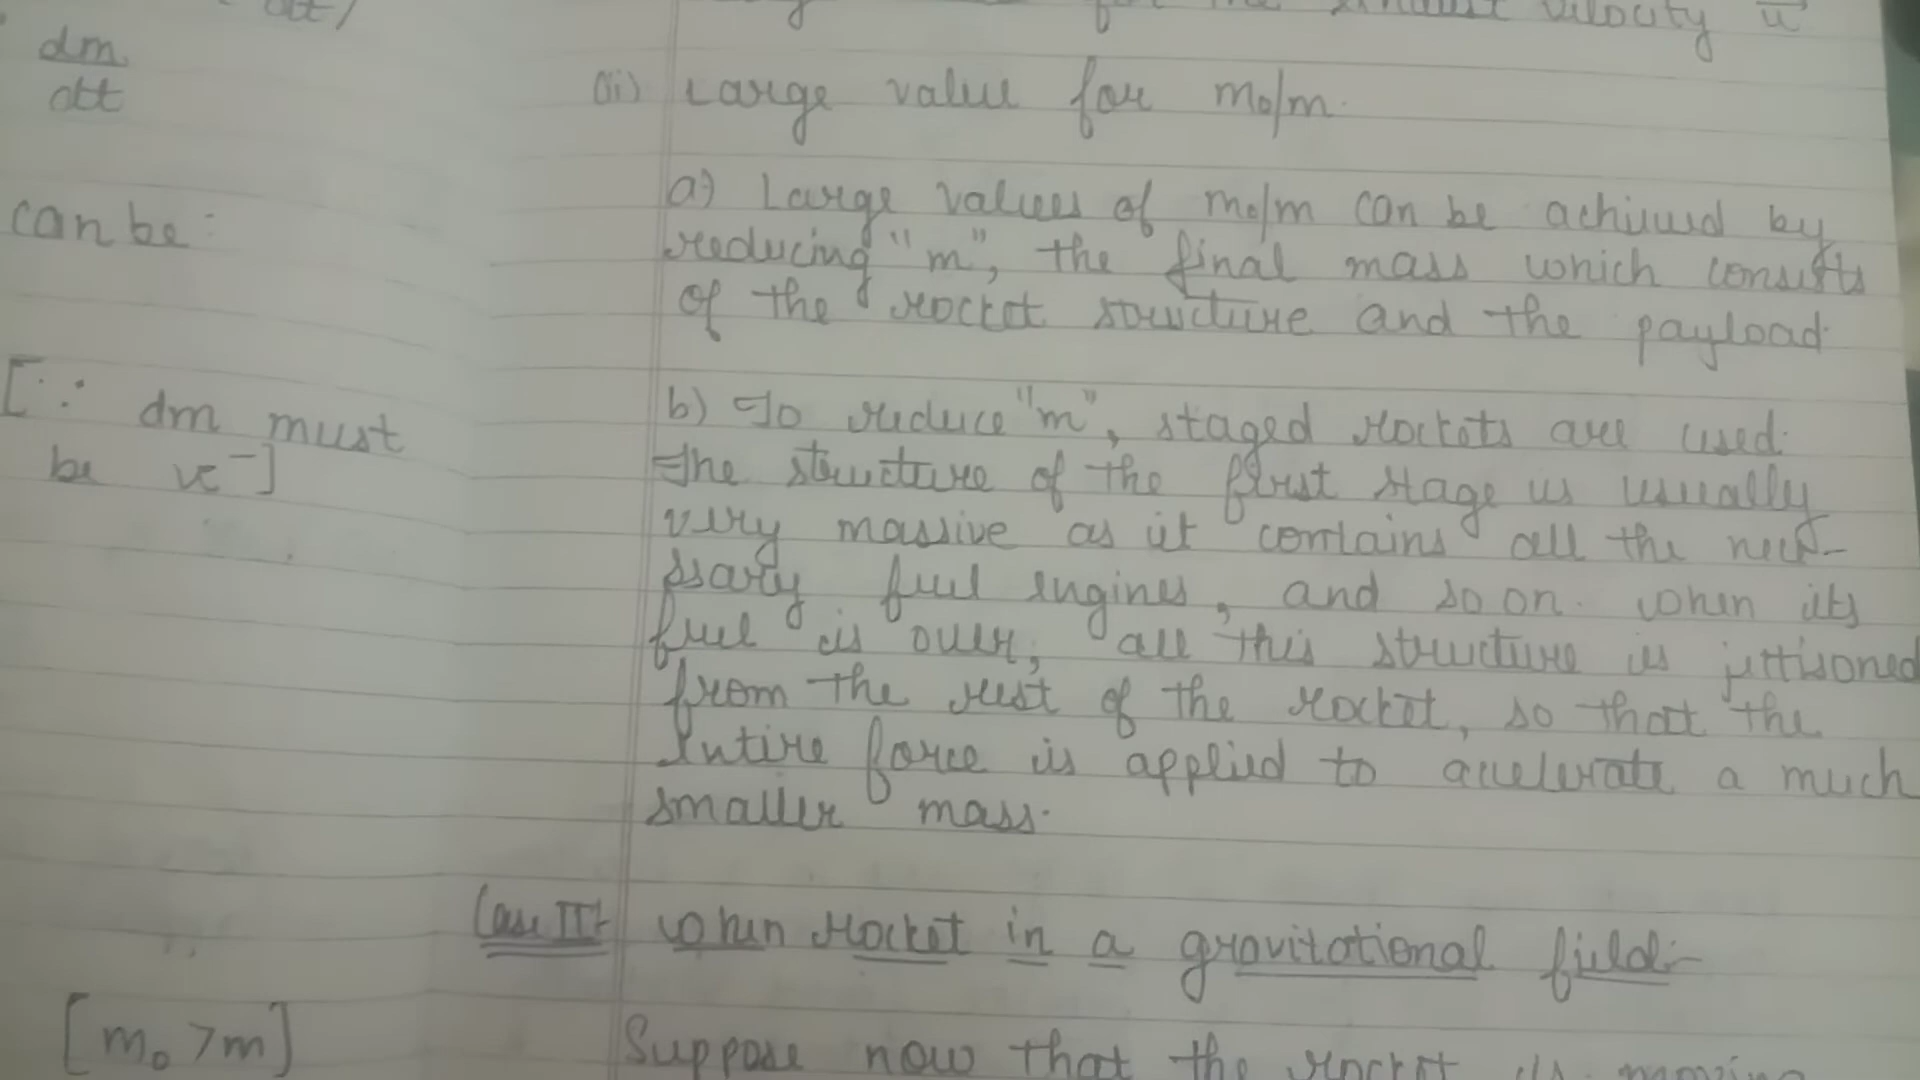 dm
dt
can be:
[∵ dm must
be ve⁻]
[m₀ >m]
velocity u
(ii) Large value for m₀/m.
a) Large values of m₀/m can be achieved by
reducing "m", the final mass which consists
of the rocket structure and the payload.
b) To reduce "m", staged rockets are used.
The structure of the first stage is usually
very massive as it contains all the nece-
ssary fuel engines, and so on. when its
fuel is over, all this structure is jettisoned
from the rest of the rocket, so that the
entire force is applied to accelerate a much
smaller mass.
Case II:- when rocket in a gravitational field:-
Suppose now that the rocket is moving